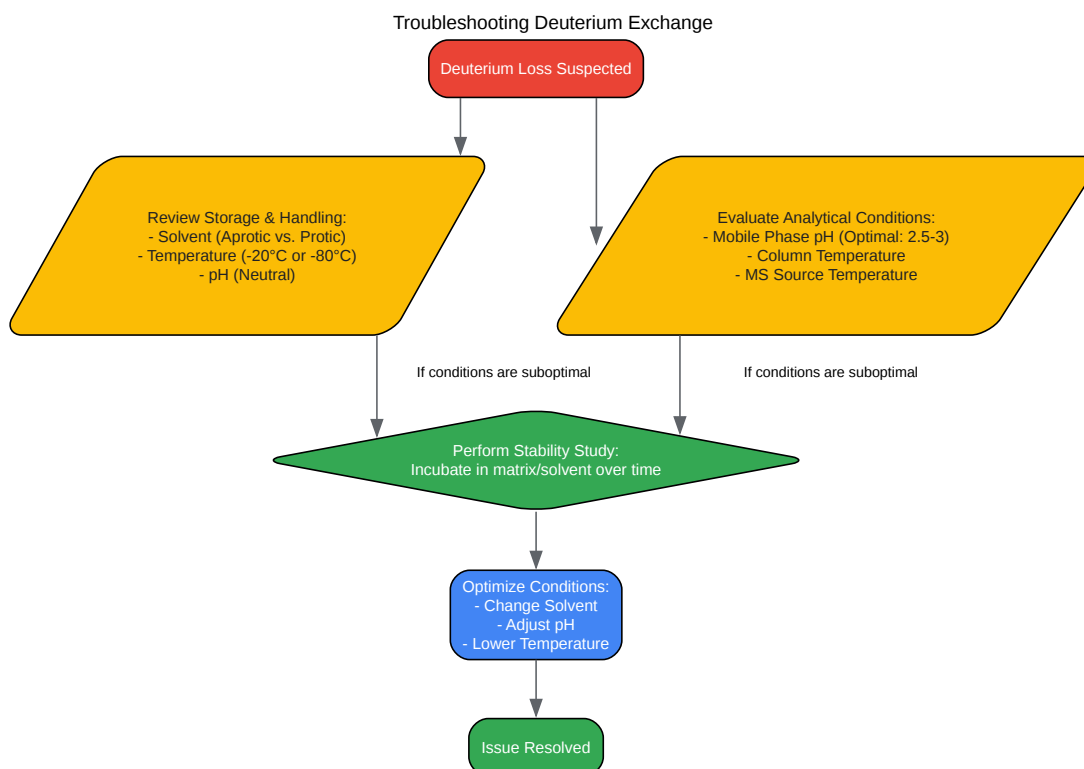 Troubleshooting Deuterium Exchange
Deuterium Loss Suspected
Review Storage & Handling:
- Solvent (Aprotic vs. Protic)
- Temperature (-20°C or -80°C)
- pH (Neutral)
Evaluate Analytical Conditions:
- Mobile Phase pH (Optimal: 2.5-3)
- Column Temperature
- MS Source Temperature
If conditions are suboptimal
If conditions are suboptimal
Perform Stability Study:
Incubate in matrix/solvent over time
Optimize Conditions:
- Change Solvent
- Adjust pH
- Lower Temperature
Issue Resolved